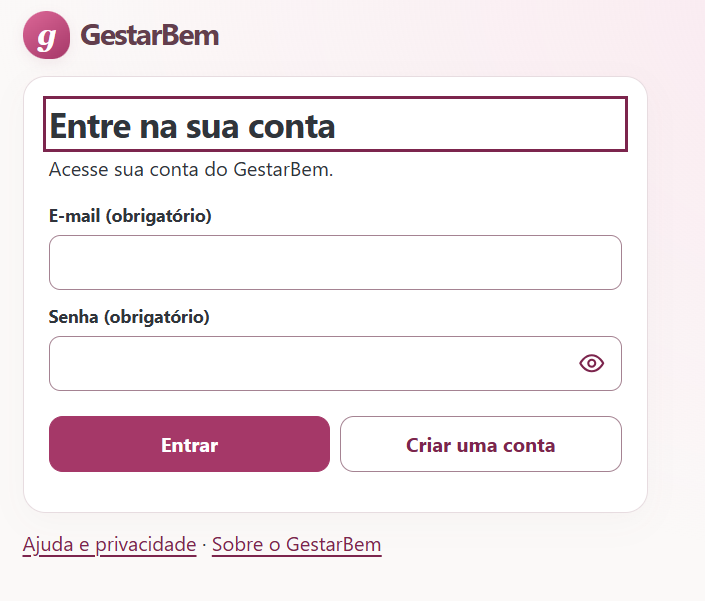 g GestarBem
Entre na sua conta
Acesse sua conta do GestarBem.
E-mail (obrigatório)
Senha (obrigatório)
Entrar Criar uma conta
Ajuda e privacidade · Sobre o GestarBem